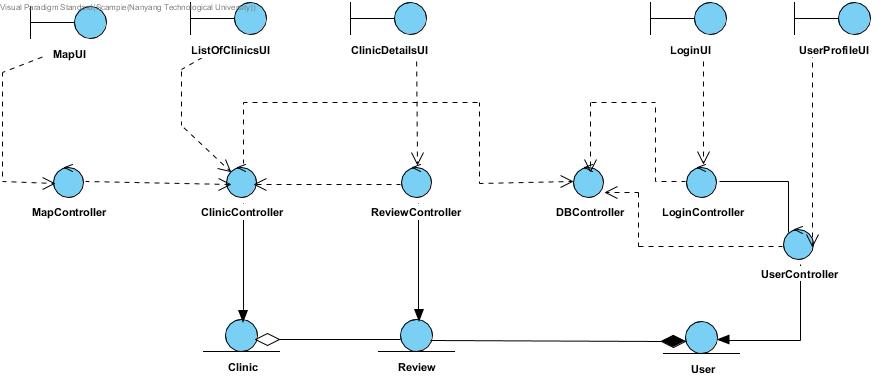 Visual Paradigm Standard(Scampie(Nanyang Technological University))
MapUI
ListOfClinicsUI
ClinicDetailsUI
LoginUI
UserProfileUI
MapController
ClinicController
ReviewController
DBController
LoginController
UserController
Clinic
Review
User